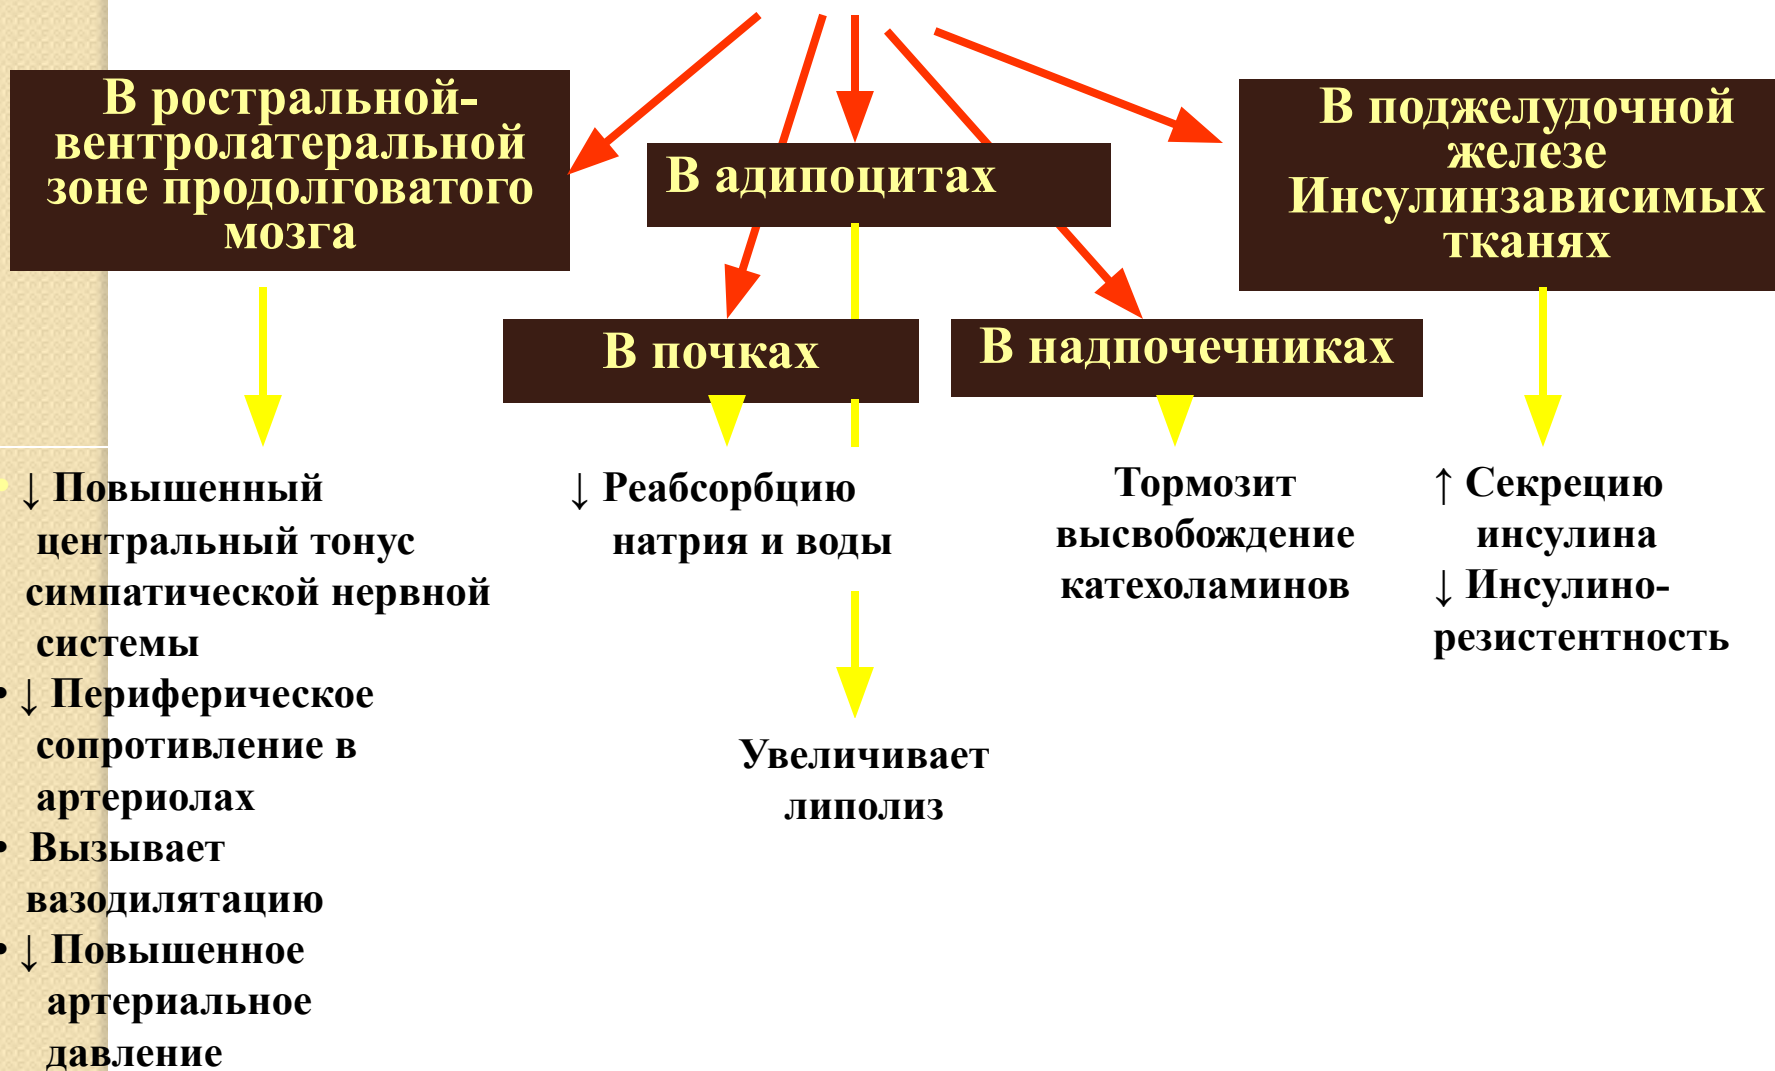 В ростральной-
вентролатеральной
зоне продолговатого
мозга
В адипоцитах
В поджелудочной
железе
Инсулинзависимых
тканях
В почках
В надпочечниках
• ↓ Повышенный
центральный тонус
симпатической нервной
системы
• ↓ Периферическое
сопротивление в
артериолах
• Вызывает
вазодилятацию
• ↓ Повышенное
артериальное
давление
↓ Реабсорбцию
натрия и воды
Увеличивает
липолиз
Тормозит
высвобождение
катехоламинов
↑ Секрецию
инсулина
↓ Инсулино-
резистентность